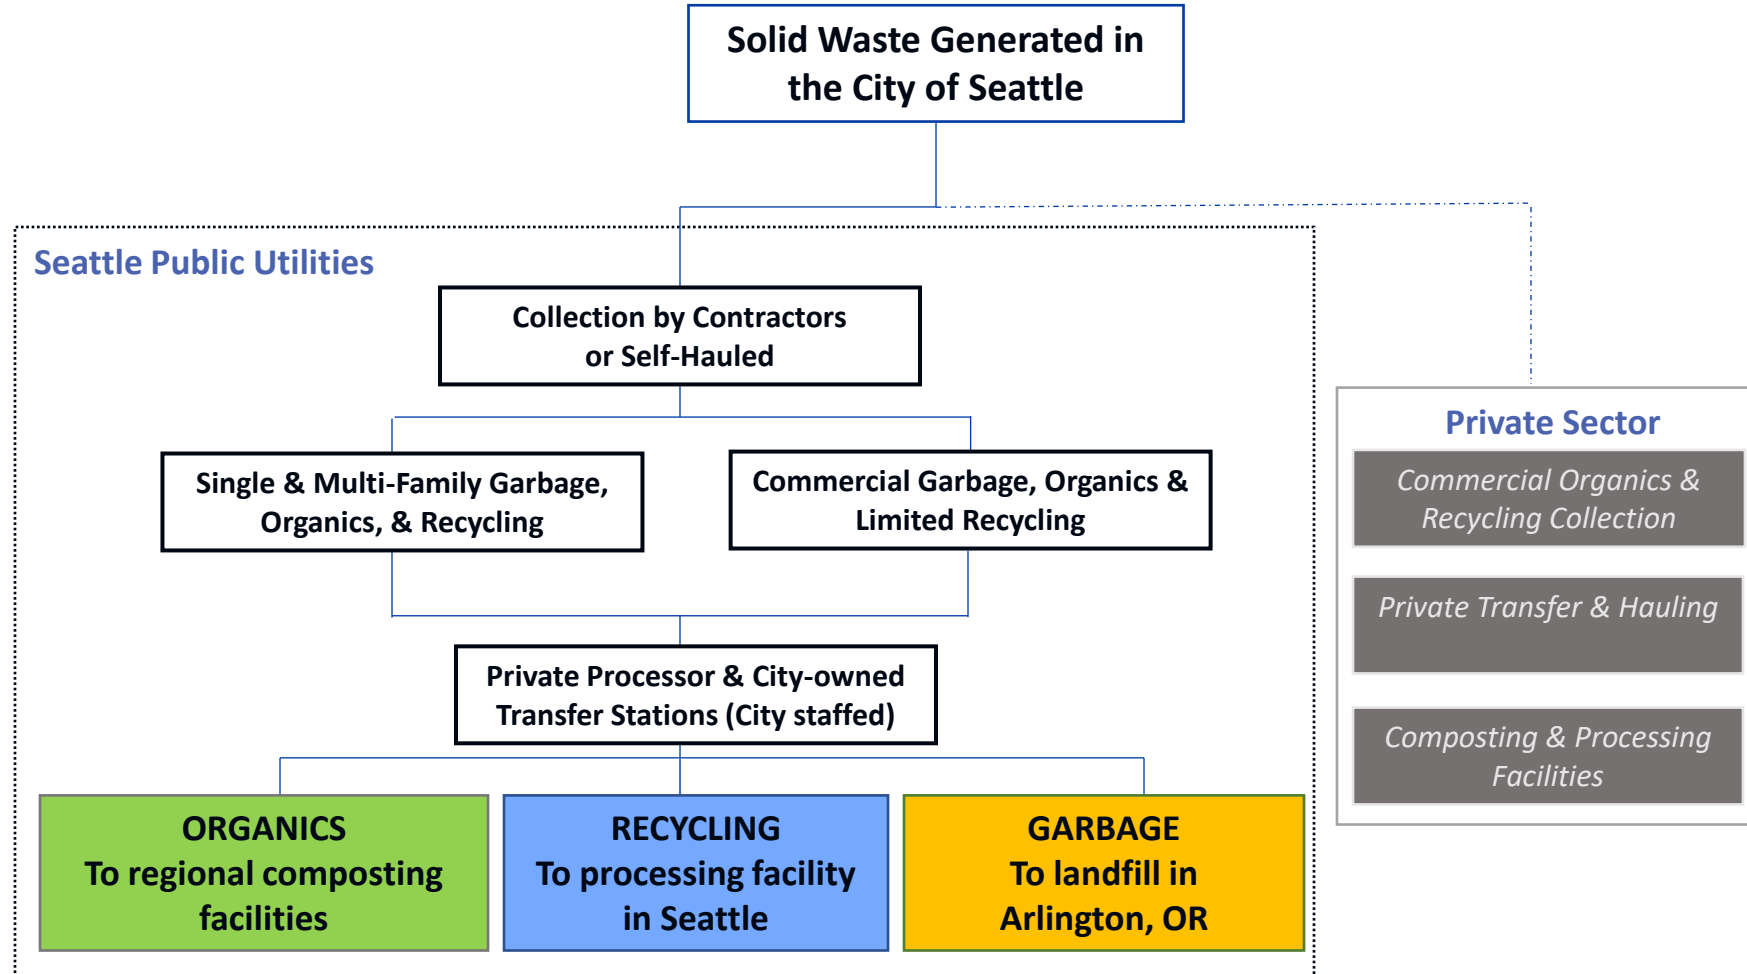 Solid Waste Generated in
the City of Seattle
Seattle Public Utilities
Collection by Contractors
or Self-Hauled
Single & Multi-Family Garbage,
Organics, & Recycling
Commercial Garbage, Organics &
Limited Recycling
Private Processor & City-owned
Transfer Stations (City staffed)
ORGANICS
To regional composting
facilities
RECYCLING
To processing facility
in Seattle
GARBAGE
To landfill in
Arlington, OR
Private Sector
Commercial Organics &
Recycling Collection
Private Transfer & Hauling
Composting & Processing
Facilities